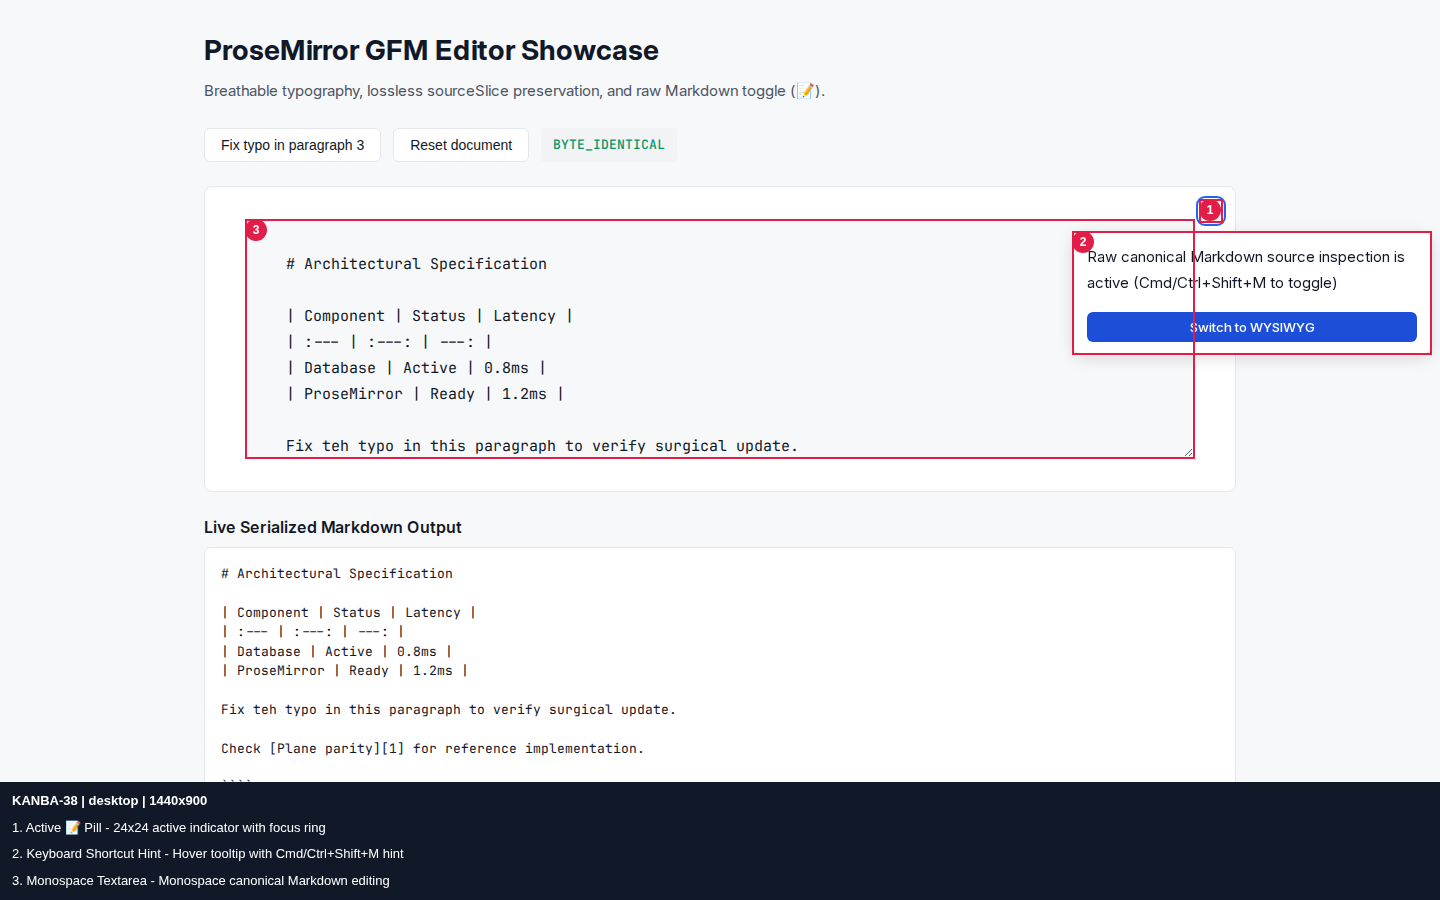 ProseMirror GFM Editor Showcase
Breathable typography, lossless sourceSlice preservation, and raw Markdown toggle (📝).
Fix typo in paragraph 3
Reset document
BYTE_IDENTICAL
1
3
2
Raw canonical Markdown source inspection is
active (Cmd/Ctrl+Shift+M to toggle)
Switch to WYSIWYG
# Architectural Specification
| Component | Status | Latency |
| :--- | :---: | ---: |
| Database | Active | 0.8ms |
| ProseMirror | Ready | 1.2ms |
Fix teh typo in this paragraph to verify surgical update.
Live Serialized Markdown Output
# Architectural Specification
| Component | Status | Latency |
| :--- | :---: | ---: |
| Database | Active | 0.8ms |
| ProseMirror | Ready | 1.2ms |
Fix teh typo in this paragraph to verify surgical update.
Check [Plane parity][1] for reference implementation.
KANBA-38 | desktop | 1440x900
1. Active 📝 Pill - 24x24 active indicator with focus ring
2. Keyboard Shortcut Hint - Hover tooltip with Cmd/Ctrl+Shift+M hint
3. Monospace Textarea - Monospace canonical Markdown editing